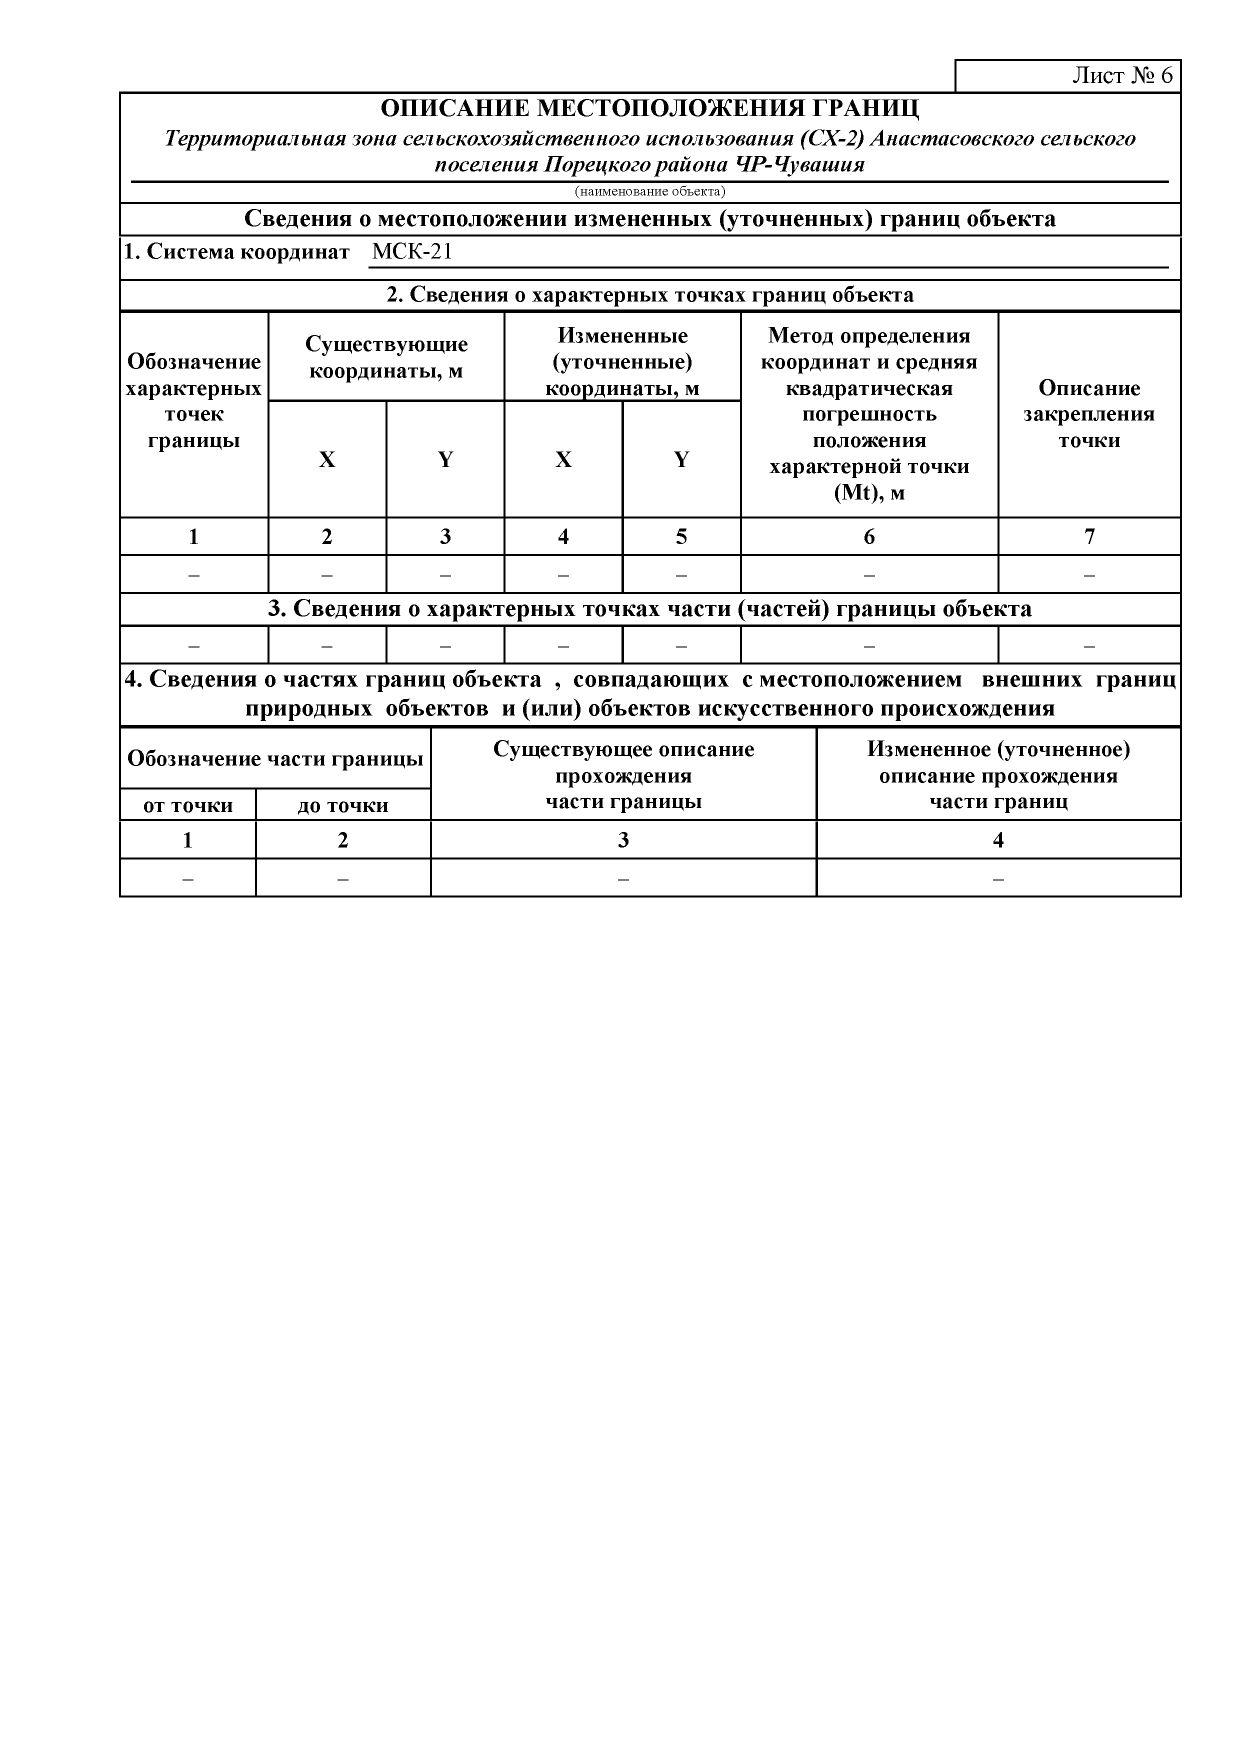 Лист № 6
ОПИСАНИЕ МЕСТОПОЛОЖЕНИЯ ГРАНИЦ
Территориальная зона сельскохозяйственного использования (СХ-2) Анастасовского сельского
поселения Порецкого района ЧР-Чувашия
(наименование объекта)
Сведения о местоположении измененных (уточненных) границ объекта
1. Система координат МСК-21
2. Сведения о характерных точках границ объекта
Обозначение
характерных
точек
границы
Существующие
координаты, м
Измененные
(уточненные)
координаты, м
Метод определения
координат и средняя
квадратическая
погрешность
положения
характерной точки
(Mt), м
Описание
закрепления
точки
X Y X Y
1 2 3 4 5 6 7
– – – – – – –
3. Сведения о характерных точках части (частей) границы объекта
– – – – – – –
4. Сведения о частях границ объекта , совпадающих с местоположением внешних границ
природных объектов и (или) объектов искусственного происхождения
Обозначение части границы
от точки до точки
Существующее описание
прохождения
части границы
Измененное (уточненное)
описание прохождения
части границ
1 2 3 4
– – – –